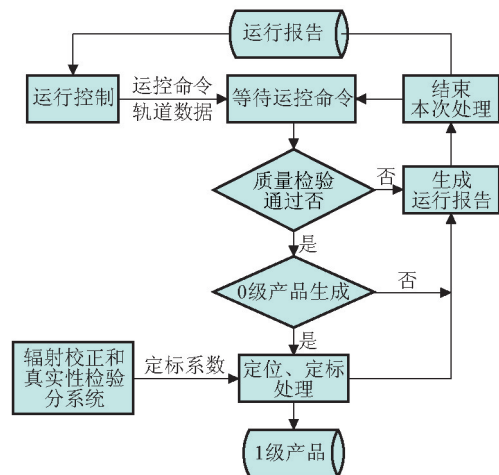 运行报告
运行控制
运控命令
轨道数据
等待运控命令
结束
本次处理
质量检验
通过否
否
生成
运行报告
是
0级产品生成
否
是
辐射校正和
真实性检验
分系统
定标系数
定位、定标
处理
1级产品